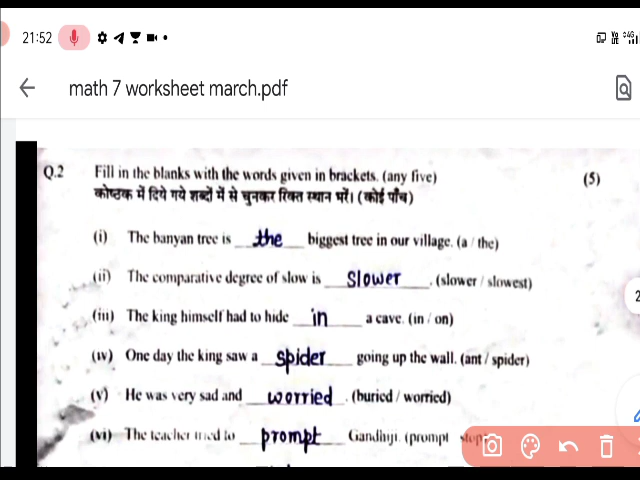 21:52
math 7 worksheet march.pdf
Q.2 Fill in the blanks with the words given in brackets. (any five) (5)
कोष्ठक में दिये गये शब्दों में से चुनकर रिक्त स्थान भरें। (कोई पाँच)
(i) The banyan tree is the biggest tree in our village. (a / the)
(ii) The comparative degree of slow is slower. (slower / slowest)
(iii) The king himself had to hide in a cave. (in / on)
(iv) One day the king saw a spider going up the wall. (ant / spider)
(v) He was very sad and worried. (buried / worried)
(vi) The teacher tried to prompt Gandhiji. (prompt stop)
2